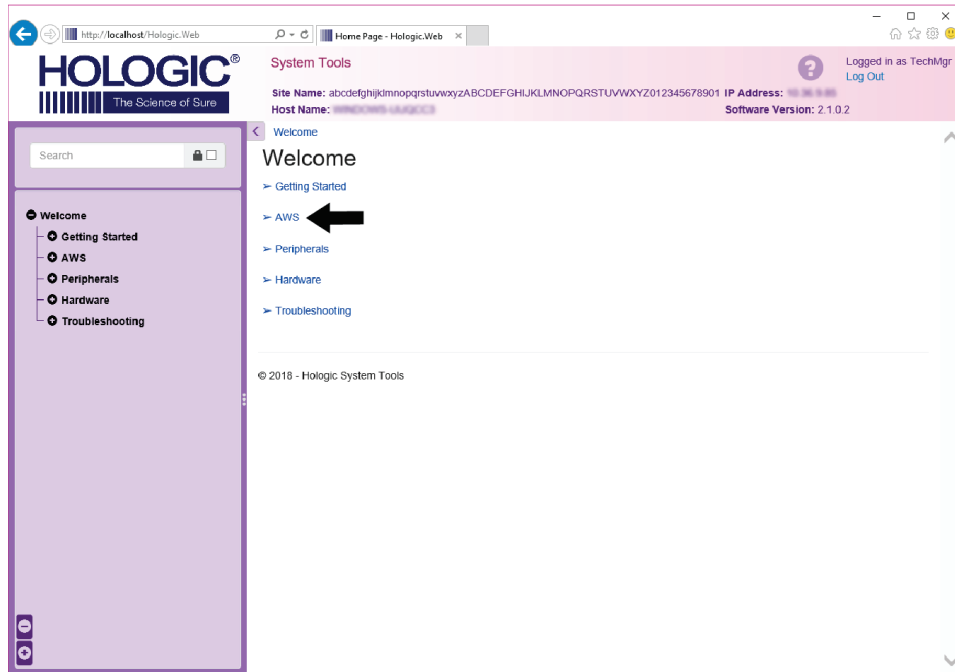 http://localhost/Hologic.Web
Home Page - Hologic.Web
HOLOGIC®
The Science of Sure
System Tools
Logged in as TechMgr
Log Out
Site Name: abcdefghijklmnopqrstuvwxyzABCDEFGHIJKLMNOPQRSTUVWXYZ012345678901 IP Address:
Host Name: Software Version: 2.1.0.2
Search
Welcome
Getting Started
AWS
Peripherals
Hardware
Troubleshooting
Welcome
Welcome
➢ Getting Started
➢ AWS
➢ Peripherals
➢ Hardware
➢ Troubleshooting
© 2018 - Hologic System Tools